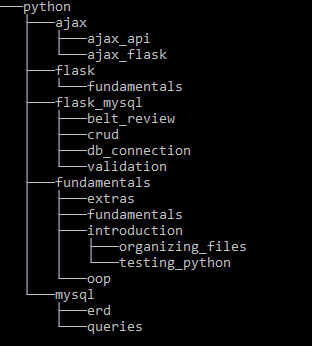 python
ajax
ajax_api
ajax_flask
flask
fundamentals
flask_mysql
belt_review
crud
db_connection
validation
fundamentals
extras
fundamentals
introduction
organizing_files
testing_python
oop
mysql
erd
queries